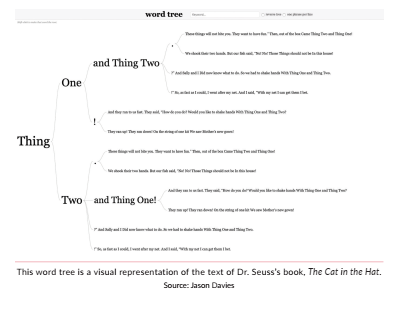 word tree
Search...
reverse tree
one phrase per line
.
These things will not bite you. They want to have fun." Then, out of the box Came Thing Two and Thing One!
We shook their two hands. But our fish said, "No! No! Those Things should not be in this house!
and Thing Two
?" And Sally and I Did not know what to do. So we had to shake hands With Thing One and Thing Two.
!" So, as fast as I could, I went after my net. And I said, "With my net I can get them I bet.
One
!
And they ran to us fast. They said, "How do you do? Would you like to shake hands With Thing One and Thing Two?
They ran up! They ran down! On the string of one kit We saw Mother's new gown!
Thing
.
These things will not bite you. They want to have fun." Then, out of the box Came Thing Two and Thing One!
We shook their two hands. But our fish said, "No! No! Those Things should not be in this house!
Two
and Thing One!
And they ran to us fast. They said, "How do you do? Would you like to shake hands With Thing One and Thing Two?
They ran up! They ran down! On the string of one kit We saw Mother's new gown!
?" And Sally and I Did not know what to do. So we had to shake hands With Thing One and Thing Two.
!" So, as fast as I could, I went after my net. And I said, "With my net I can get them I bet.
This word tree is a visual representation of the text of Dr. Seuss's book, The Cat in the Hat.
Source: Jason Davies